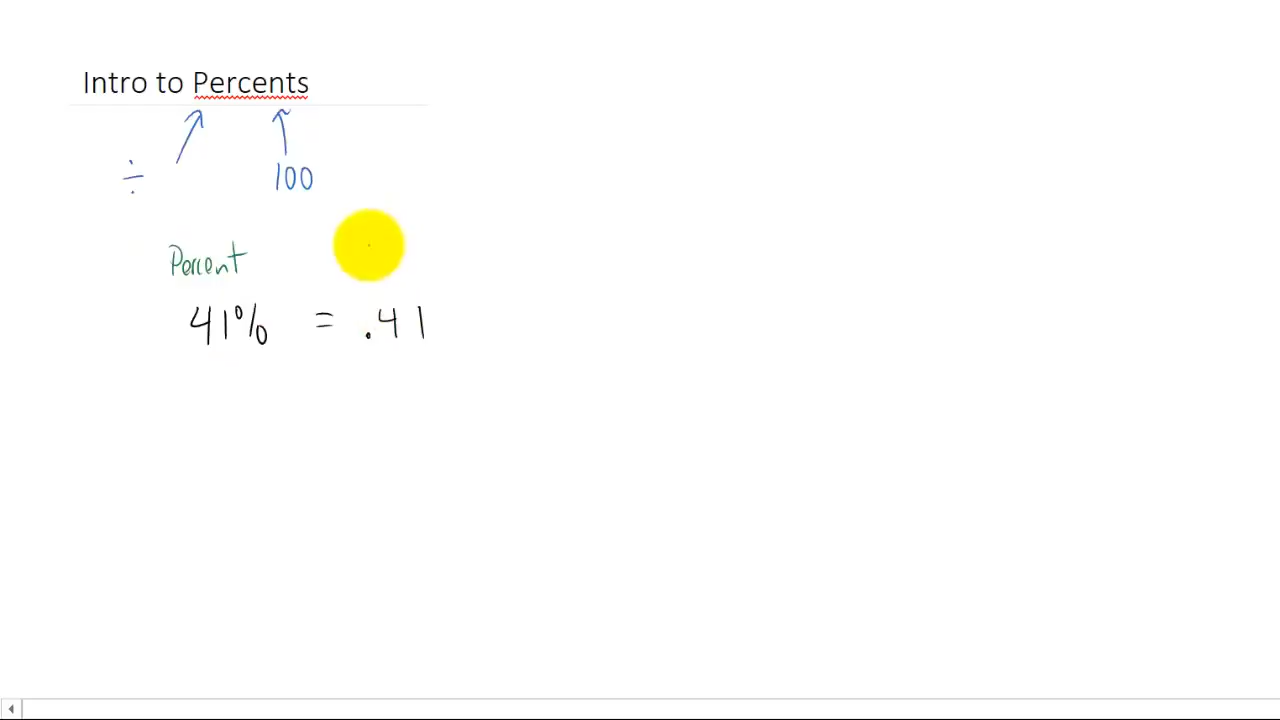 Intro to Percents
÷ 100
Percent
41% = .41